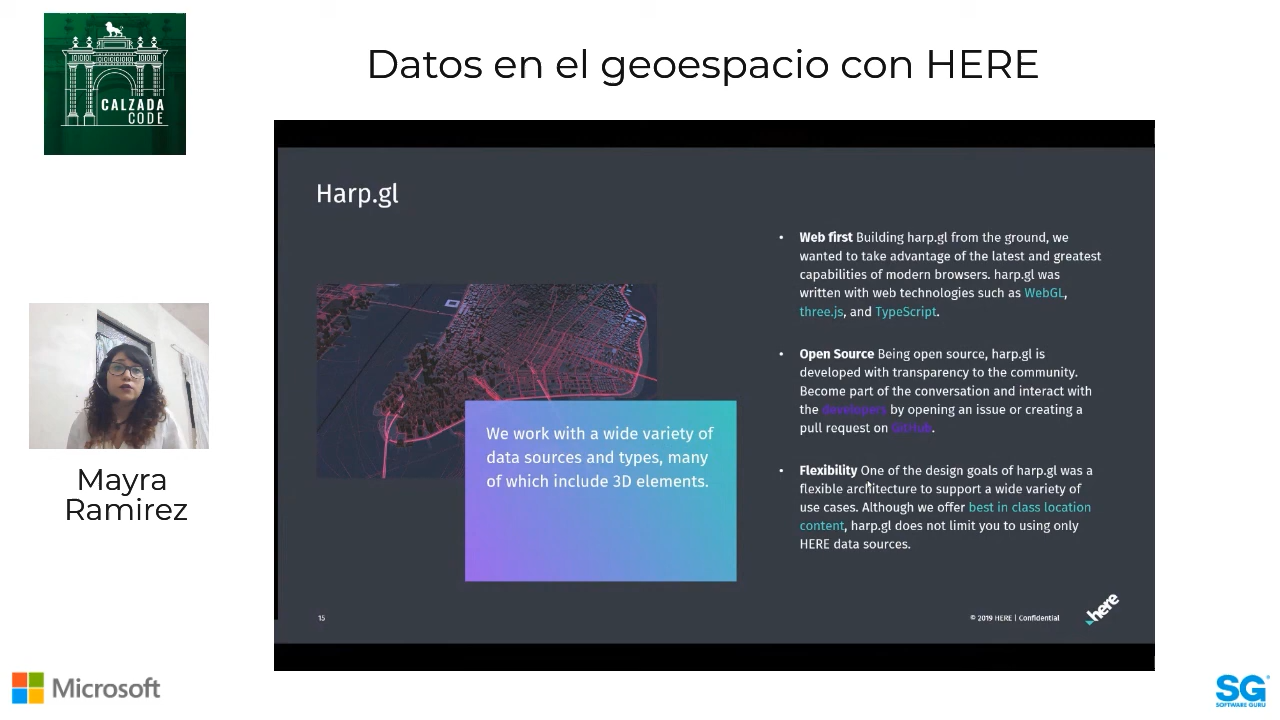 CALZADA
CODE
Datos en el geoespacio con HERE
Harp.gl
We work with a wide variety of
data sources and types, many
of which include 3D elements.
• Web first Building harp.gl from the ground, we
wanted to take advantage of the latest and greatest
capabilities of modern browsers. harp.gl was
written with web technologies such as WebGL,
three.js, and TypeScript.
• Open Source Being open source, harp.gl is
developed with transparency to the community.
Become part of the conversation and interact with
the developers by opening an issue or creating a
pull request on GitHub.
• Flexibility One of the design goals of harp.gl was a
flexible architecture to support a wide variety of
use cases. Although we offer best in class location
content, harp.gl does not limit you to using only
HERE data sources.
15
© 2019 HERE | Confidential
here
Mayra
Ramirez
Microsoft
SG
SOFTWARE GURU